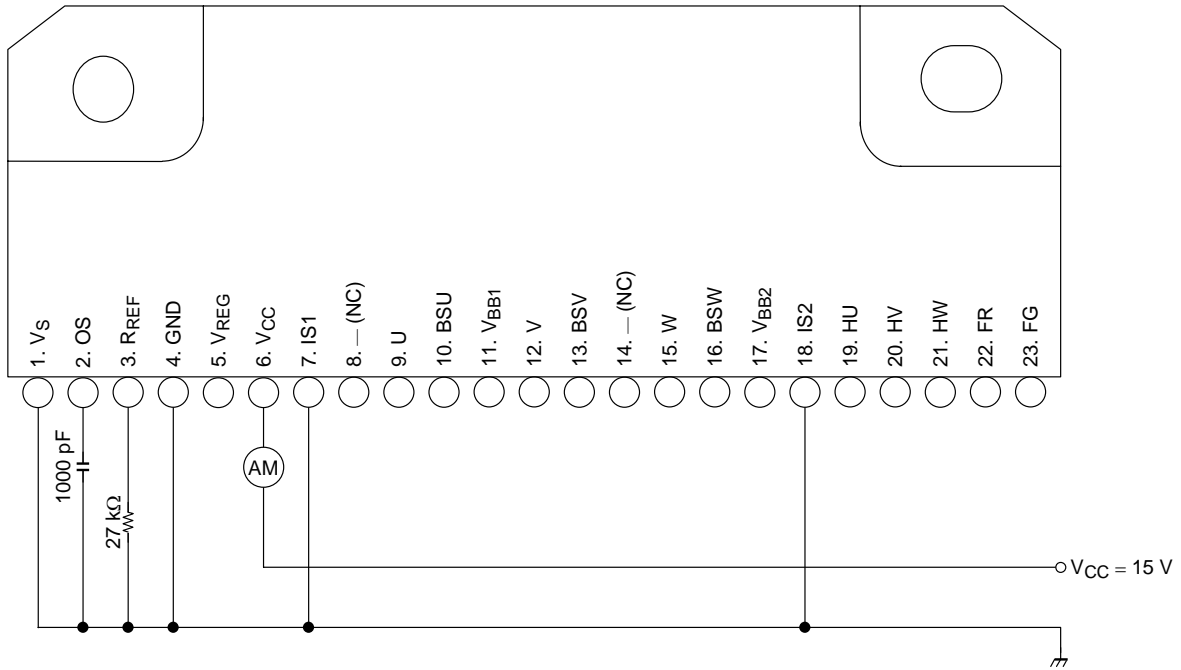 1. VS
2. OS
3. RREF
4. GND
5. VREG
6. VCC
7. IS1
8. — (NC)
9. U
10. BSU
11. VBB1
12. V
13. BSV
14. — (NC)
15. W
16. BSW
17. VBB2
18. IS2
19. HU
20. HV
21. HW
22. FR
23. FG
1000 pF
27 kΩ
AM
VCC = 15 V